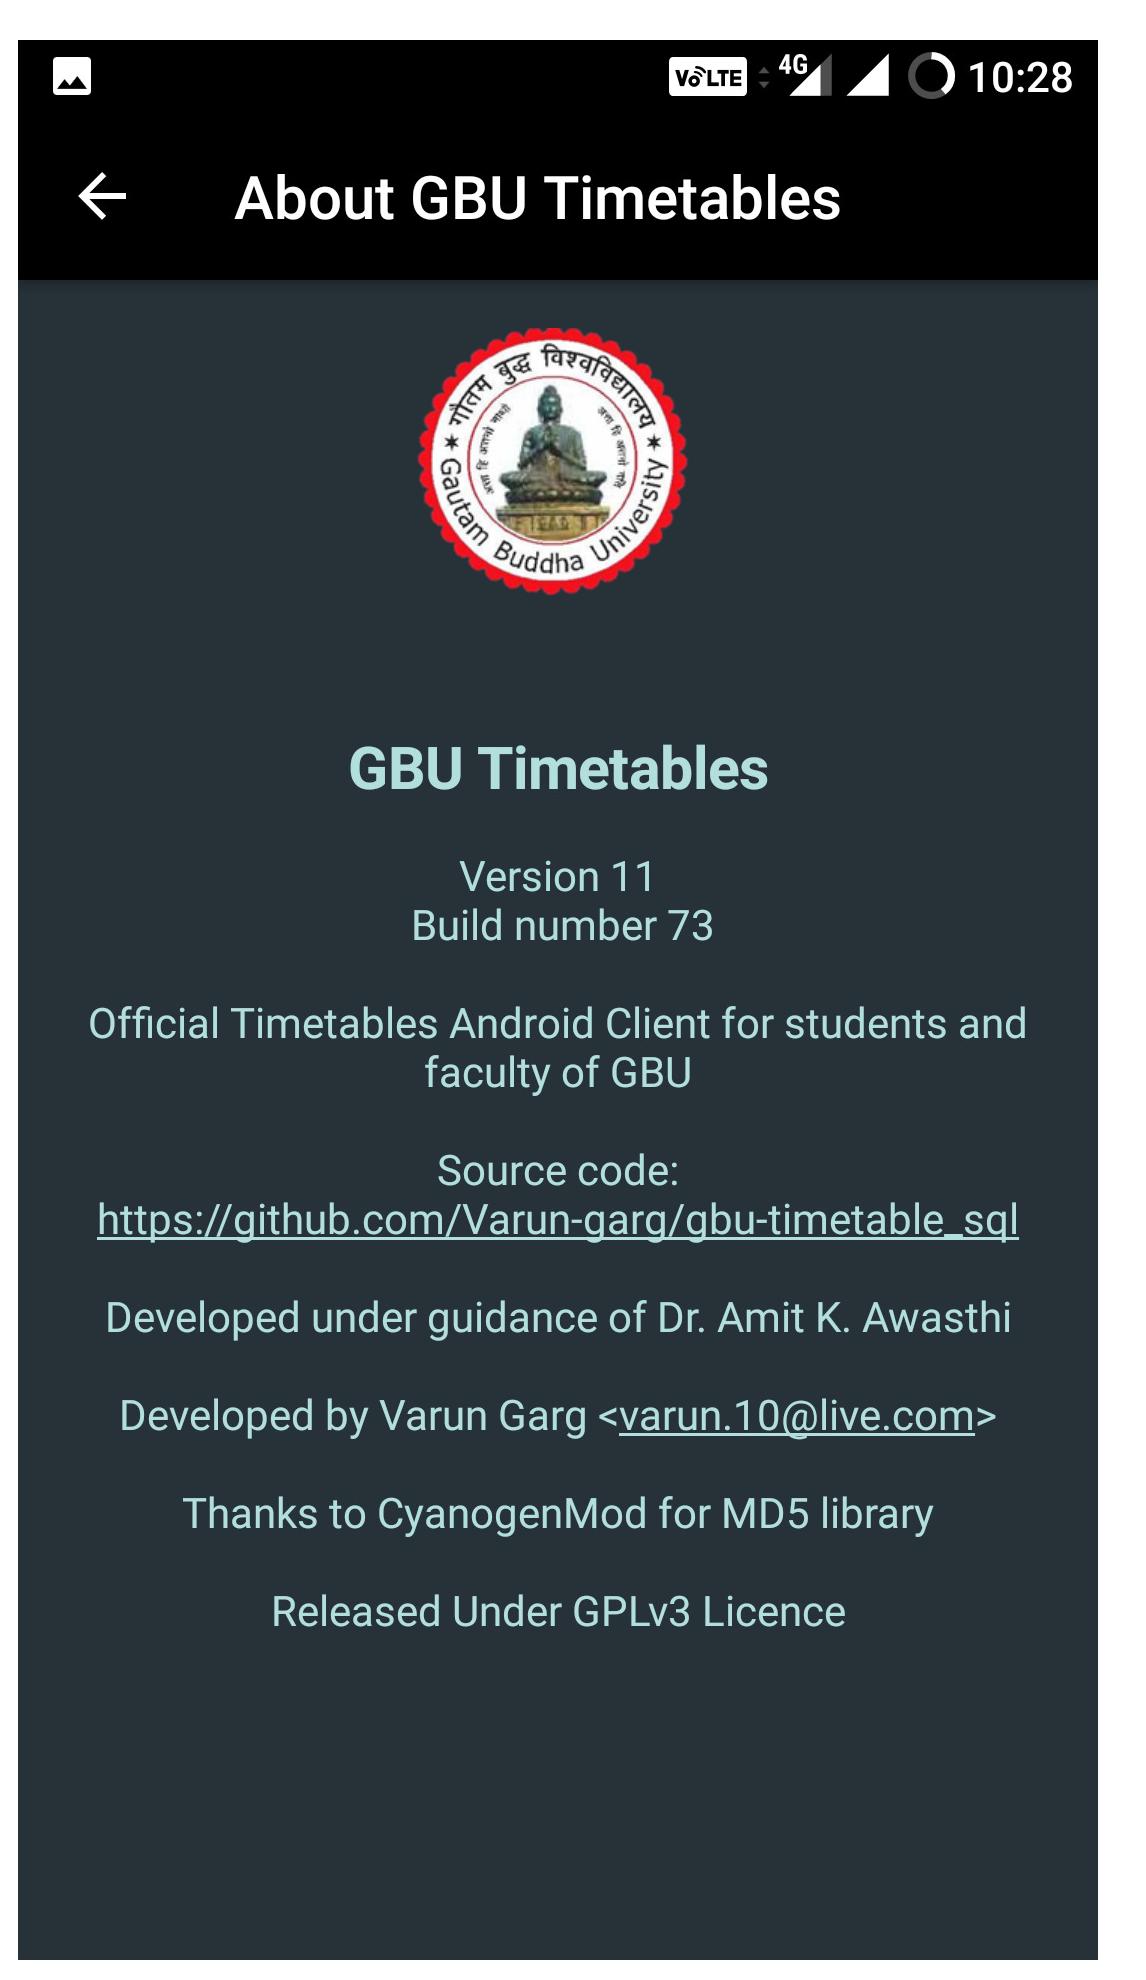 VoLTE 4G 10:28
About GBU Timetables
गौतम बुद्ध विश्वविद्यालय
Gautam Buddha University
GBU Timetables
Version 11
Build number 73
Official Timetables Android Client for students and
faculty of GBU
Source code:
https://github.com/Varun-garg/gbu-timetable_sql
Developed under guidance of Dr. Amit K. Awasthi
Developed by Varun Garg <varun.10@live.com>
Thanks to CyanogenMod for MD5 library
Released Under GPLv3 Licence